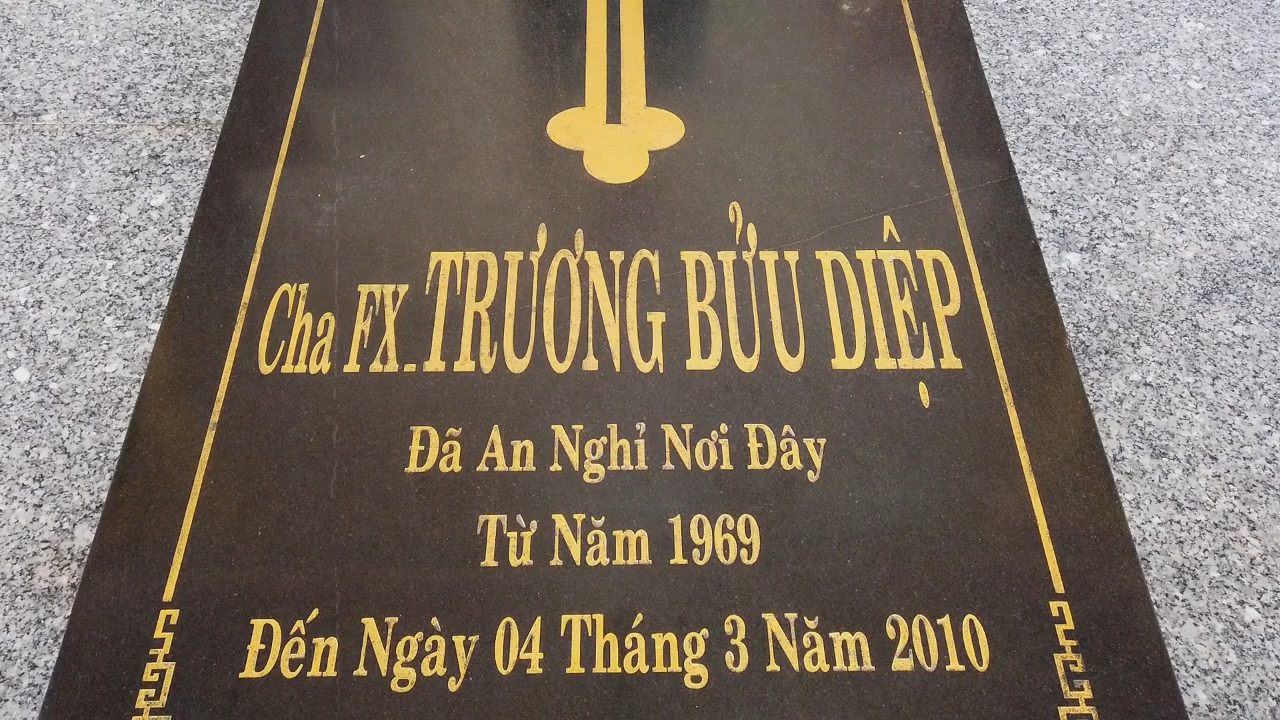 Cha FX. TRƯƠNG BỬU DIỆP
Đã An Nghỉ Nơi Đây
Từ Năm 1969
Đến Ngày 04 Tháng 3 Năm 2010